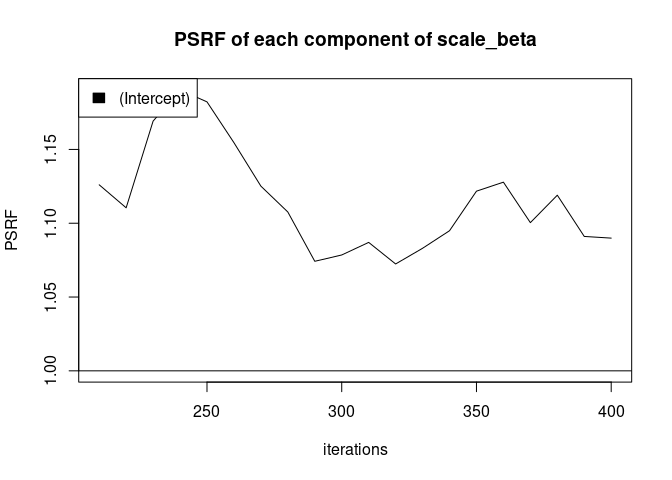 PSRF of each component of scale_beta
(Intercept)
PSRF
1.15
1.10
1.05
1.00
250 300 350 400
iterations